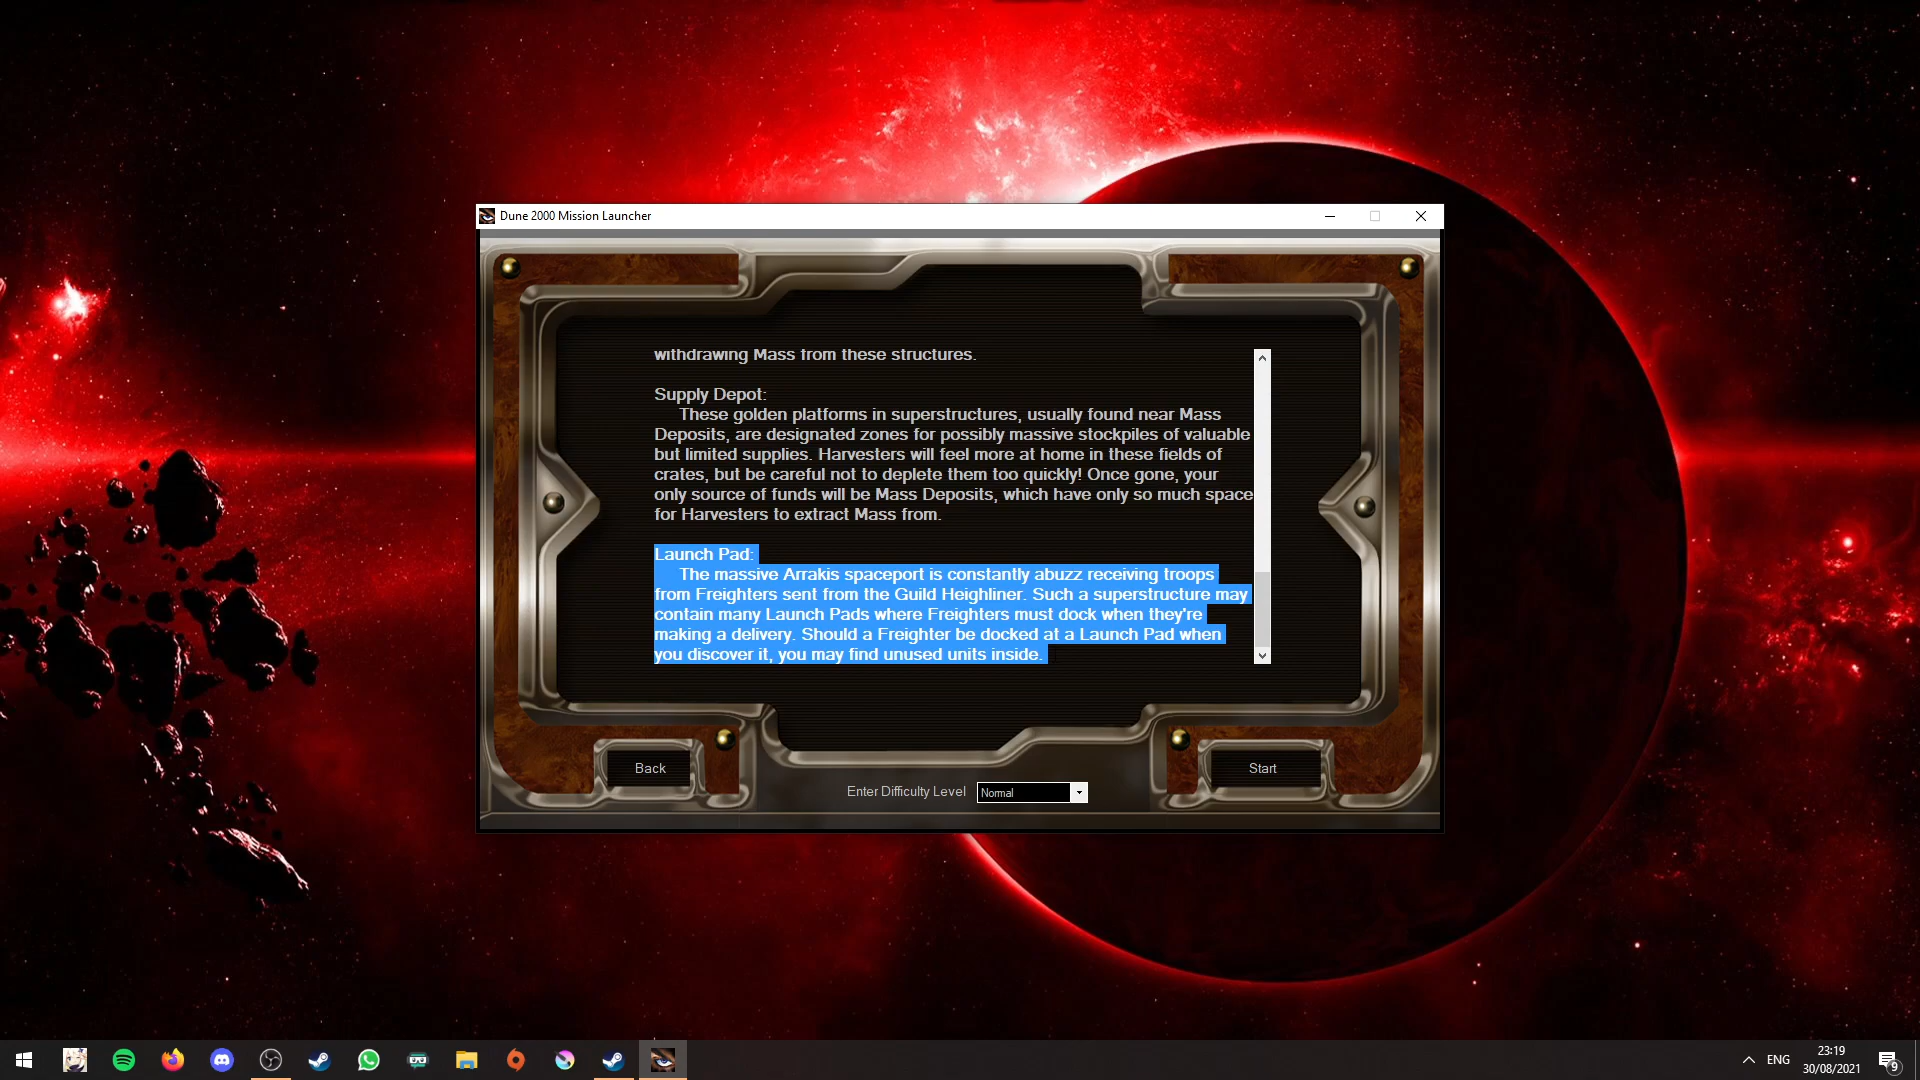 Dune 2000 Mission Launcher
withdrawing Mass from these structures.
Supply Depot:
These golden platforms in superstructures, usually found near Mass
Deposits, are designated zones for possibly massive stockpiles of valuable
but limited supplies. Harvesters will feel more at home in these fields of
crates, but be careful not to deplete them too quickly! Once gone, your
only source of funds will be Mass Deposits, which have only so much space
for Harvesters to extract Mass from.
Launch Pad:
The massive Arrakis spaceport is constantly abuzz receiving troops
from Freighters sent from the Guild Heighliner. Such a superstructure may
contain many Launch Pads where Freighters must dock when they're
making a delivery. Should a Freighter be docked at a Launch Pad when
you discover it, you may find unused units inside.
Back
Start
Enter Difficulty Level
Normal
ENG
23:19
30/08/2021
9